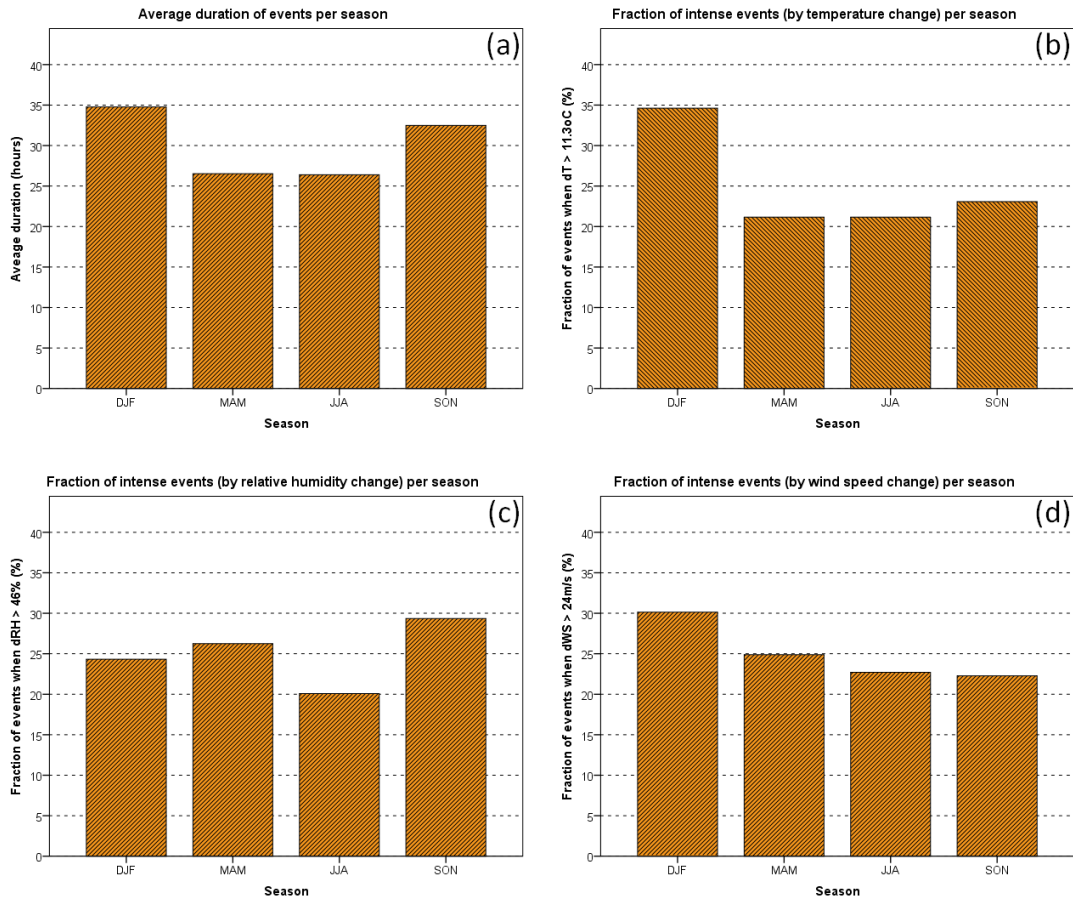 Average duration of events per season
(a)
Aveage duration (hours)
40
35
30
25
20
15
10
5
0
DJF MAM JJA SON
Season
Fraction of intense events (by temperature change) per season
(b)
Fraction of events when dT > 11.3oC (%)
40
35
30
25
20
15
10
5
0
DJF MAM JJA SON
Season
Fraction of intense events (by relative humidity change) per season
(c)
Fraction of events when dRH > 46% (%)
40
35
30
25
20
15
10
5
0
DJF MAM JJA SON
Season
Fraction of intense events (by wind speed change) per season
(d)
Fraction of events when dWS > 24m/s (%)
40
35
30
25
20
15
10
5
0
DJF MAM JJA SON
Season